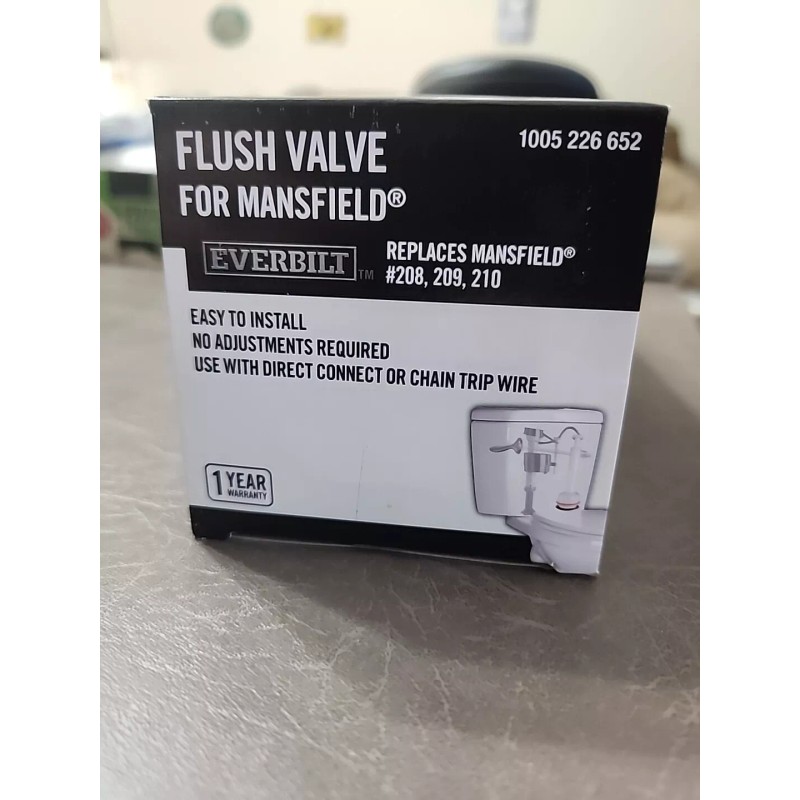 FLUSH VALVE
1005 226 652
FOR MANSFIELD®
EVERBILT™
REPLACES MANSFIELD®
#208, 209, 210
EASY TO INSTALL
NO ADJUSTMENTS REQUIRED
USE WITH DIRECT CONNECT OR CHAIN TRIP WIRE
1 YEAR
WARRANTY